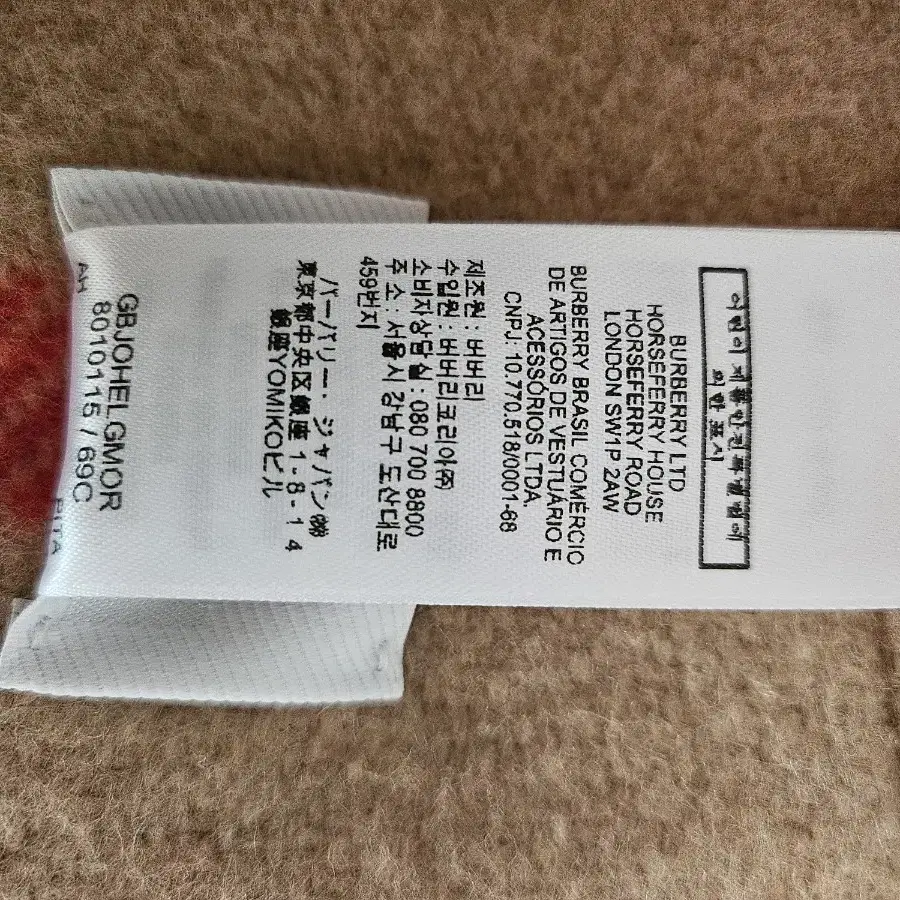 어린이 제품안전특별법에
의한표시
BURBERRY LTD
HORSEFERRY HOUSE
HORSEFERRY ROAD
LONDON SW1P 2AW
BURBERRY BRASIL COMÉRCIO
DE ARTIGOS DE VESTUÁRIO E
ACESSÓRIOS LTDA.
CNPJ: 10.770.518/0001-68
제조원 : 버버리
수입원 : 버버리코리아㈜
소비자상담실 : 080 700 8800
주 소 : 서울시 강남구 도산대로
459번지
バーバリー・ジャパン㈱
東京都中央区銀座1-8-14
銀座YOMIKOビル
GBJOHELGMOR
8010115 / 69C
AH